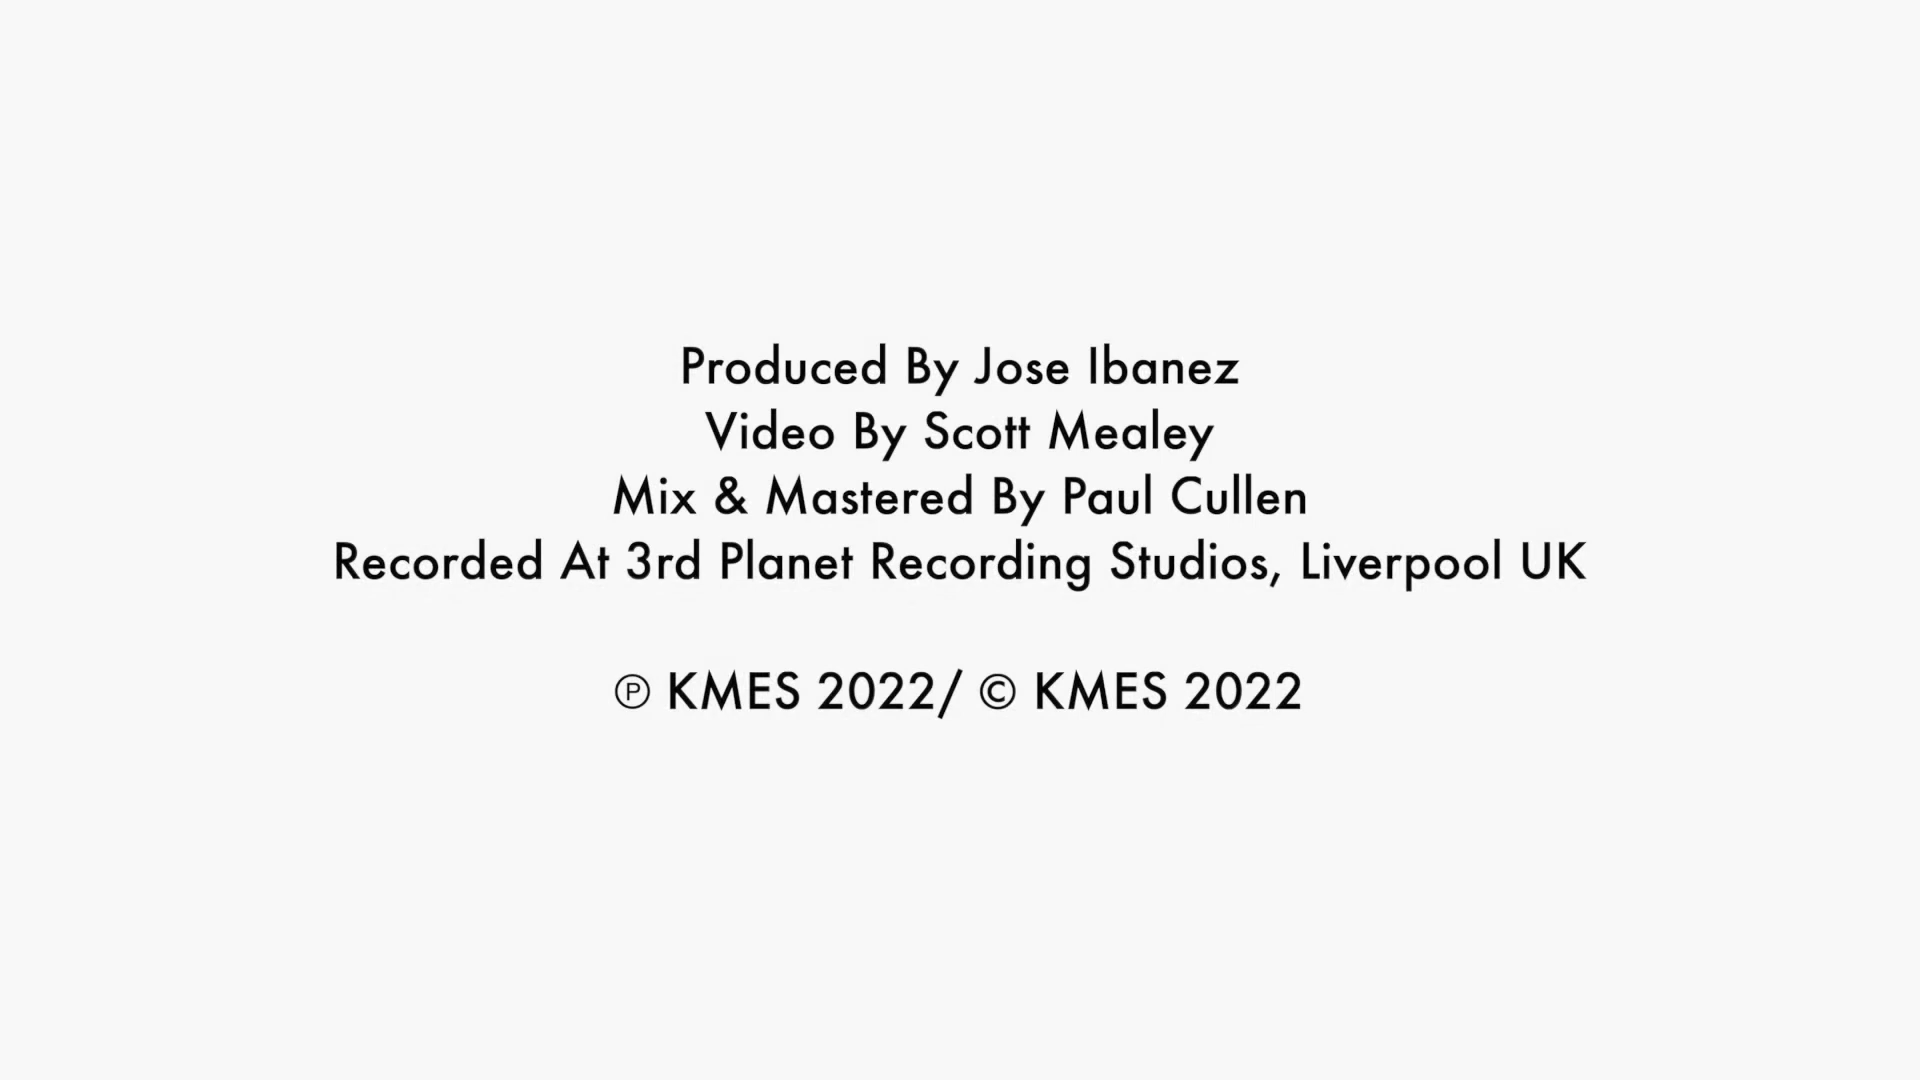 Produced By Jose Ibanez
Video By Scott Mealey
Mix & Mastered By Paul Cullen
Recorded At 3rd Planet Recording Studios, Liverpool UK
℗ KMES 2022/ © KMES 2022